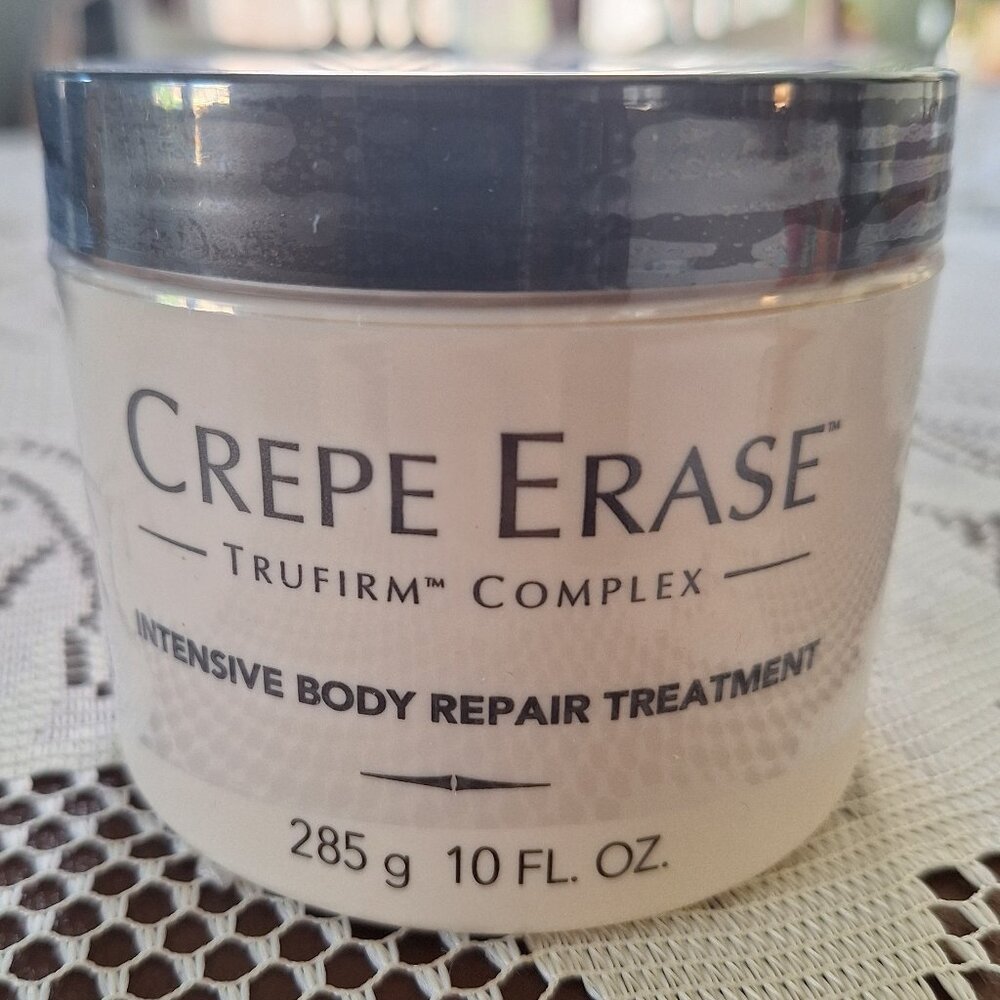 CREPE ERASE™
TRUFIRM™ COMPLEX
INTENSIVE BODY REPAIR TREATMENT
285 g 10 FL. OZ.